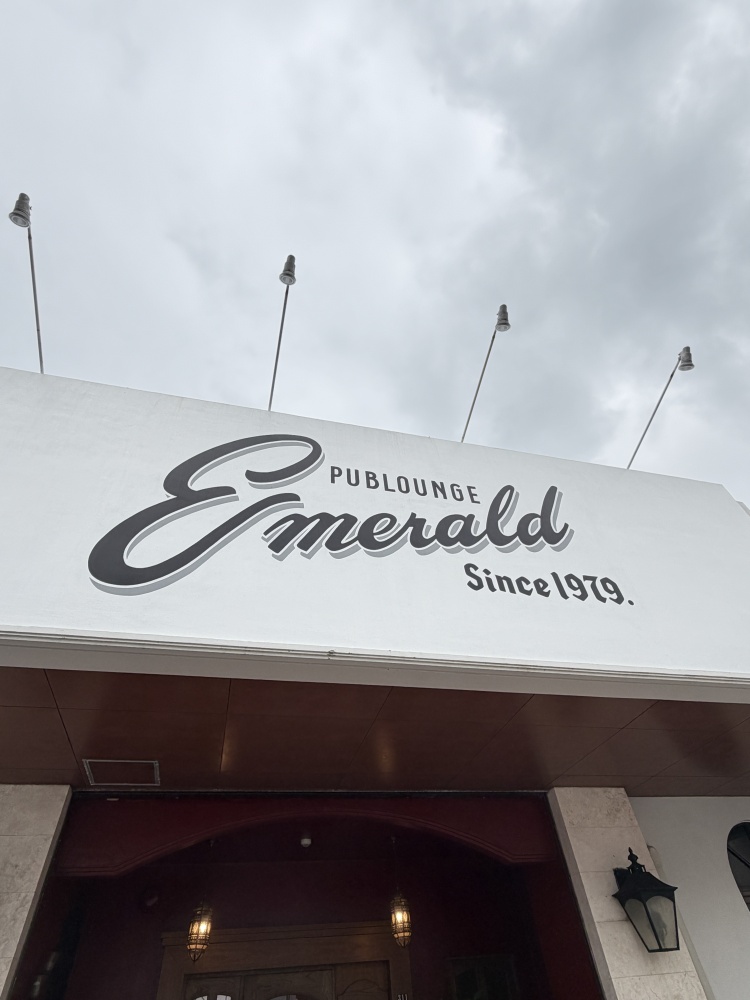 PUBLOUNGE
Emerald
Since 1979.